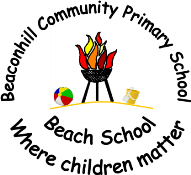 Beaconhill Community Primary School
Beach School
Where children matter